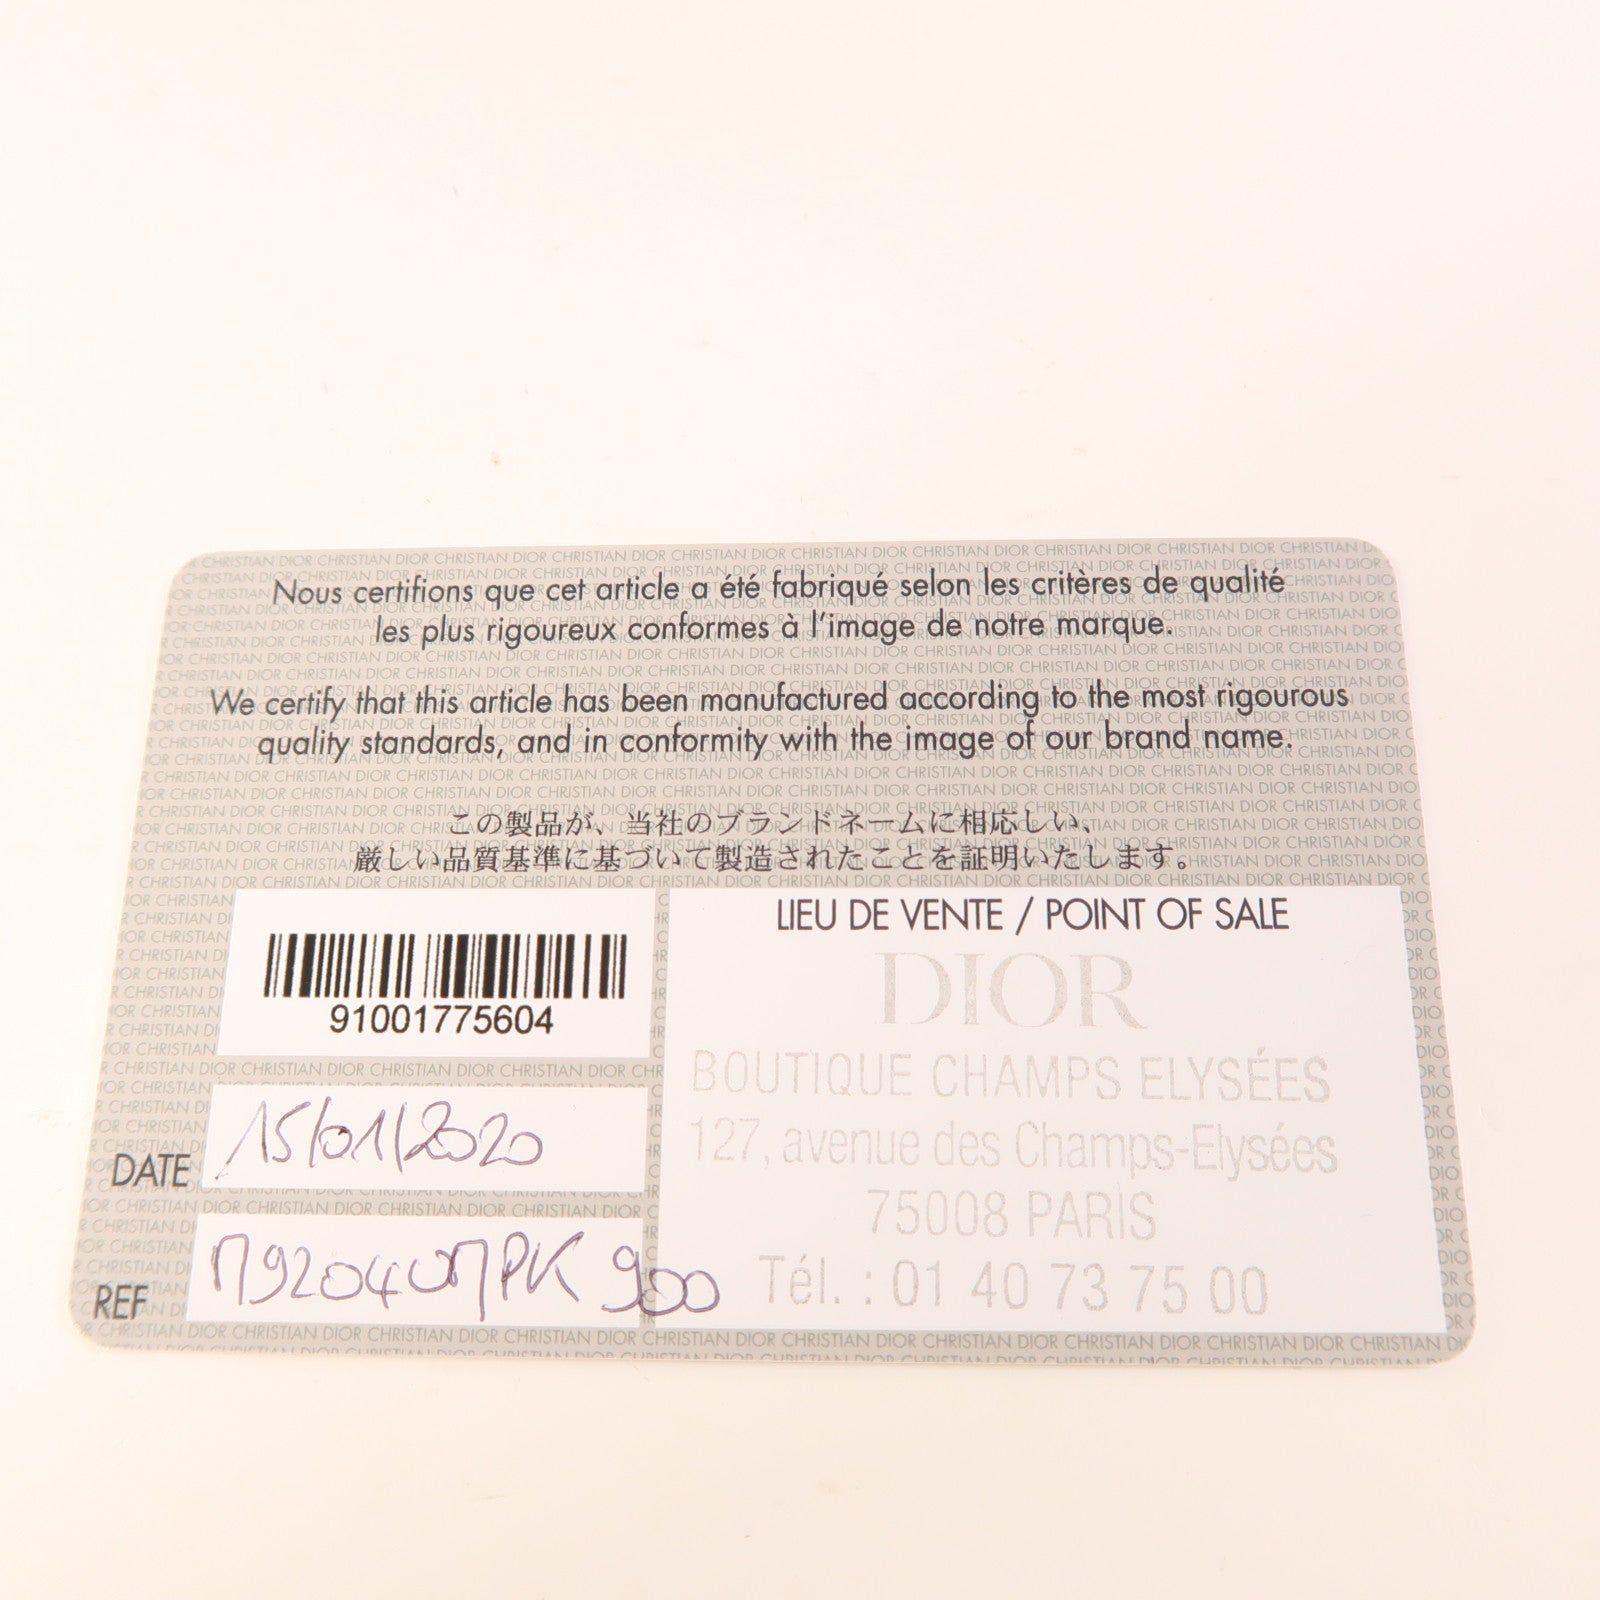 Nous certifions que cet article a été fabriqué selon les critères de qualité
les plus rigoureux conformes à l'image de notre marque.
We certify that this article has been manufactured according to the most rigourous
quality standards, and in conformity with the image of our brand name.
この製品が、当社のブランドネームに相応しい、
厳しい品質基準に基づいて製造されたことを証明いたします。
91001775604
DATE 15/01/2020
REF M9204UMPK 900
LIEU DE VENTE / POINT OF SALE
DIOR
BOUTIQUE CHAMPS ELYSÉES
127, avenue des Champs-Elysées
75008 PARIS
Tél. : 01 40 73 75 00